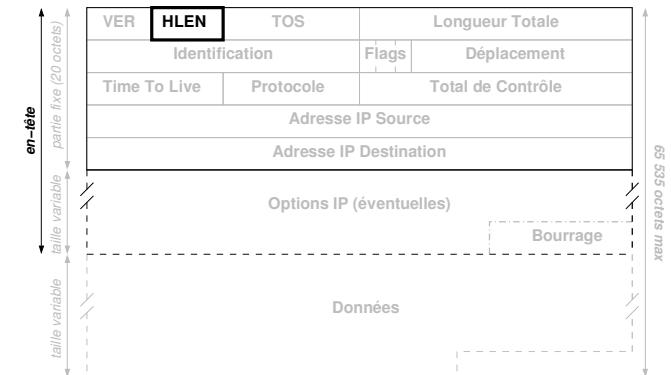 VER HLEN TOS Longueur Totale
Identification Flags Déplacement
Time To Live Protocole Total de Contrôle
Adresse IP Source
Adresse IP Destination
Options IP (éventuelles)
Bourrage
Données
en-tête
partie fixe (20 octets)
taille variable
taille variable
65 535 octets max